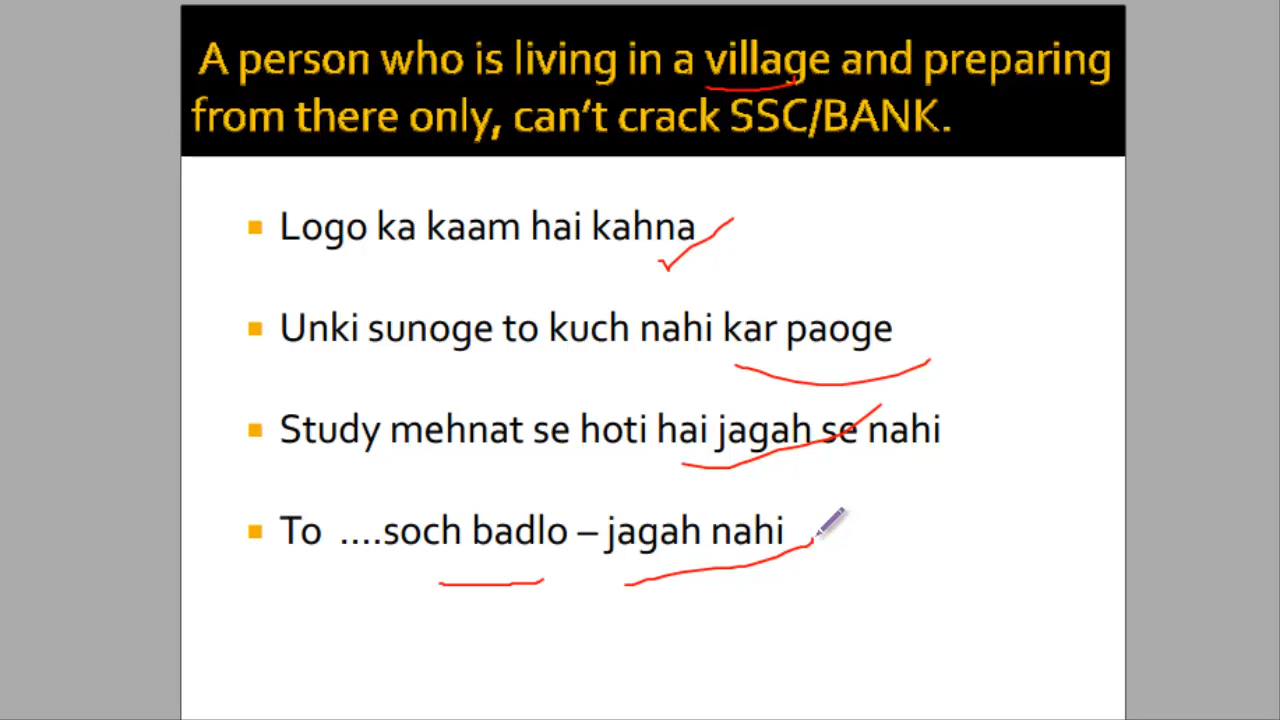 A person who is living in a village and preparing
from there only, can't crack SSC/BANK.
Logo ka kaam hai kahna
Unki sunoge to kuch nahi kar paoge
Study mehnat se hoti hai jagah se nahi
To ....soch badlo – jagah nahi